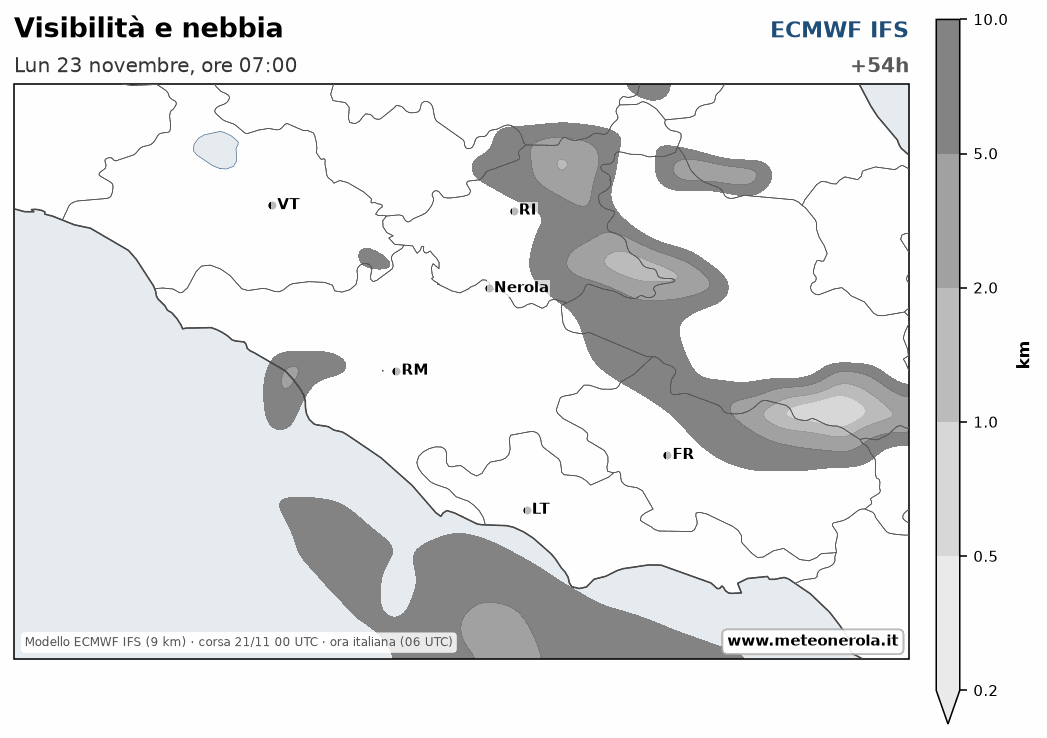 Visibilità e nebbia
ECMWF IFS
Lun 23 novembre, ore 07:00
+54h
10.0
5.0
2.0
1.0
0.5
0.2
km
VT
RI
Nerola
RM
FR
LT
Modello ECMWF IFS (9 km) · corsa 21/11 00 UTC · ora italiana (06 UTC)
www.meteonerola.it